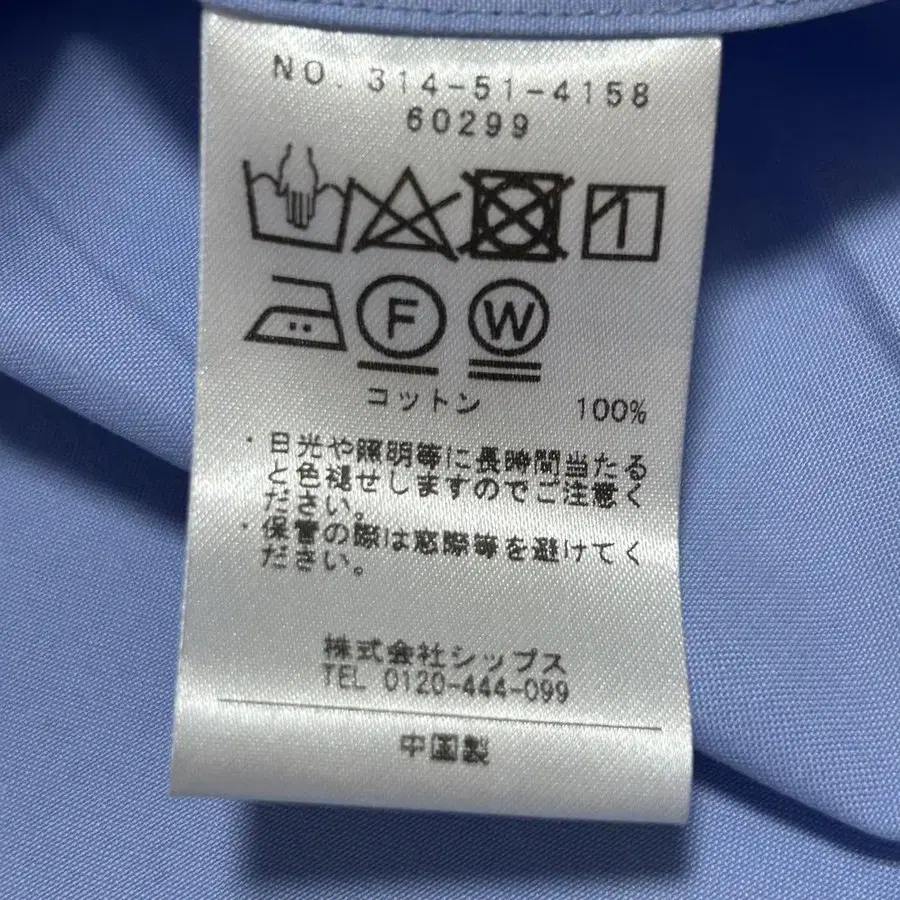 NO. 314-51-4158
60299
F W
コットン 100%
・日光や照明等に長時間当たる
と色褪せしますのでご注意く
ださい。
・保管の際は窓際等を避けてく
ださい。
株式会社シップス
TEL 0120-444-099
中国製